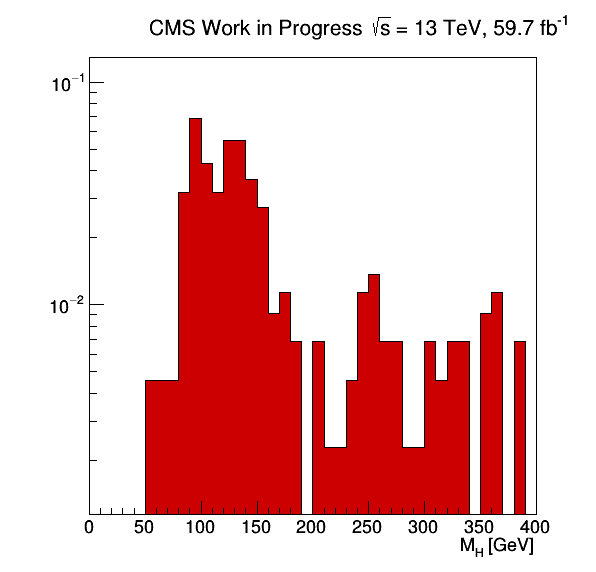 CMS Work in Progress √s = 13 TeV, 59.7 fb⁻¹
10⁻¹
10⁻²
0 50 100 150 200 250 300 350 400
M_H [GeV]